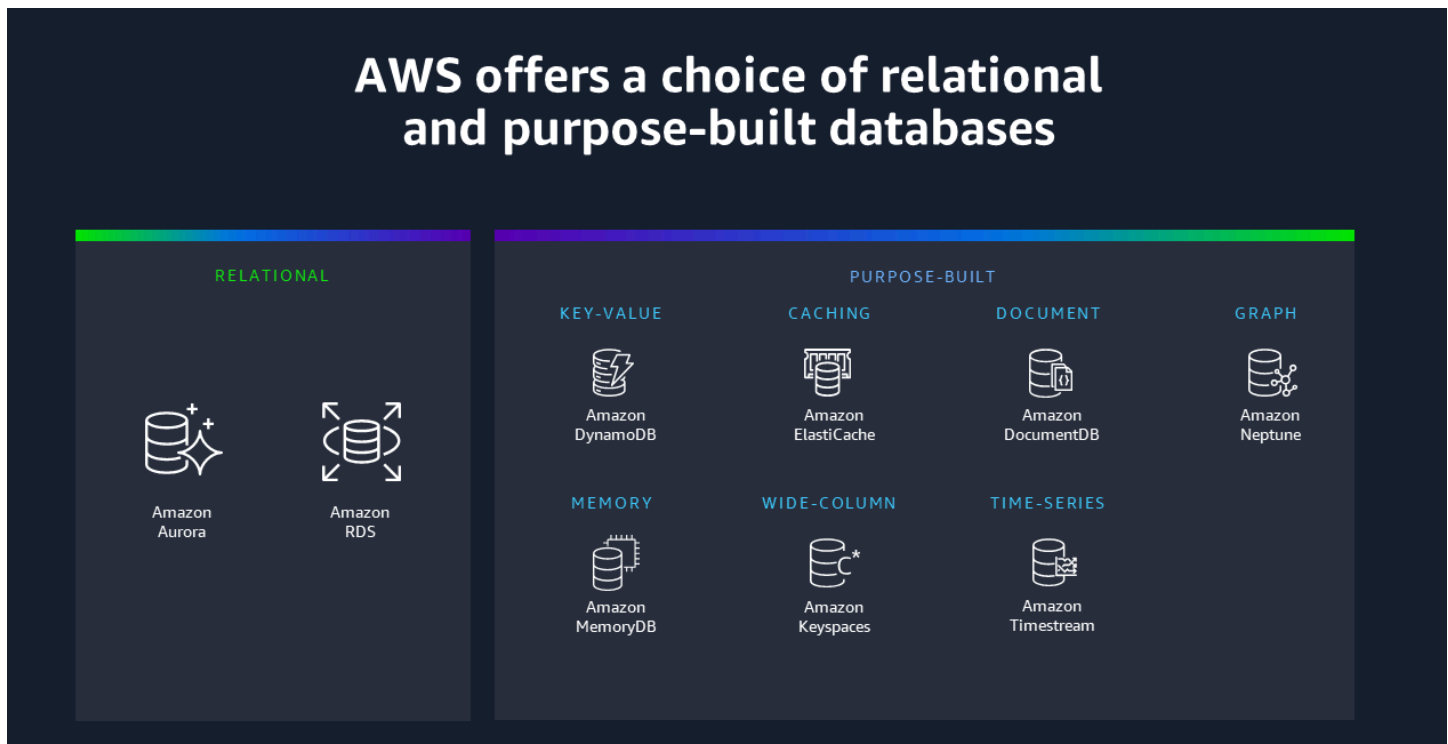 AWS offers a choice of relational
and purpose-built databases
RELATIONAL
Amazon
Aurora
Amazon
RDS
PURPOSE-BUILT
KEY-VALUE
Amazon
DynamoDB
CACHING
Amazon
ElastiCache
DOCUMENT
{}
Amazon
DocumentDB
GRAPH
Amazon
Neptune
MEMORY
Amazon
MemoryDB
WIDE-COLUMN
C*
Amazon
Keyspaces
TIME-SERIES
Amazon
Timestream